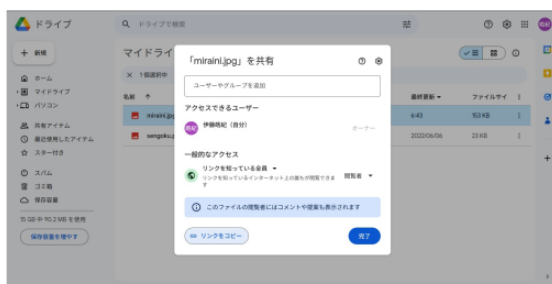 ドライブ
ドライブで検索
新規
マイドライ
1 個選択中
ホーム
マイドライブ
パソコン
共有アイテム
最近使用したアイテム
スター付き
スパム
ゴミ箱
保存容量
15 GB 中 90.2 MB を使用
保存容量を増やす
名前
最終更新
ファイルサイ
miraini.jpg
6:43
153 KB
sengoku.j
2022/06/06
23 KB
「miraini.jpg」を共有
ユーザーやグループを追加
アクセスできるユーザー
(自分)
オーナー
一般的なアクセス
リンクを知っている全員
リンクを知っているインターネット上の誰もが閲覧できま
す
閲覧者
このファイルの閲覧者にはコメントや提案も表示されます
リンクをコピー
完了